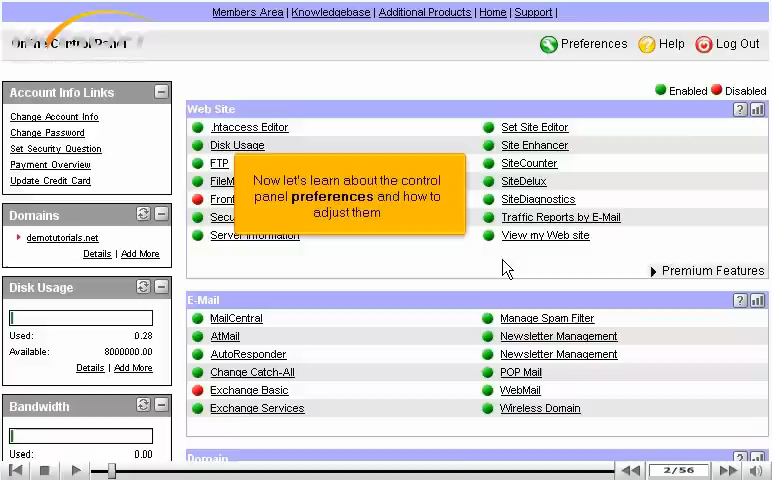 Members Area | Knowledgebase | Additional Products | Home | Support |
Preferences Help Log Out
Enabled Disabled
Account Info Links
Change Account Info
Change Password
Set Security Question
Payment Overview
Update Credit Card
Domains
demotutorials.net
Details | Add More
Disk Usage
Used: 0.28
Available: 8000000.00
Details | Add More
Bandwidth
Used: 0.00
Web Site
.htaccess Editor Set Site Editor
Disk Usage Site Enhancer
FTP SiteCounter
SiteDelux
SiteDiagnostics
Traffic Reports by E-Mail
Server Information View my Web site
Now let's learn about the control
panel preferences and how to
adjust them
Premium Features
E-Mail
MailCentral Manage Spam Filter
AtMail Newsletter Management
AutoResponder Newsletter Management
Change Catch-All POP Mail
Exchange Basic WebMail
Exchange Services Wireless Domain
Domain
2/56